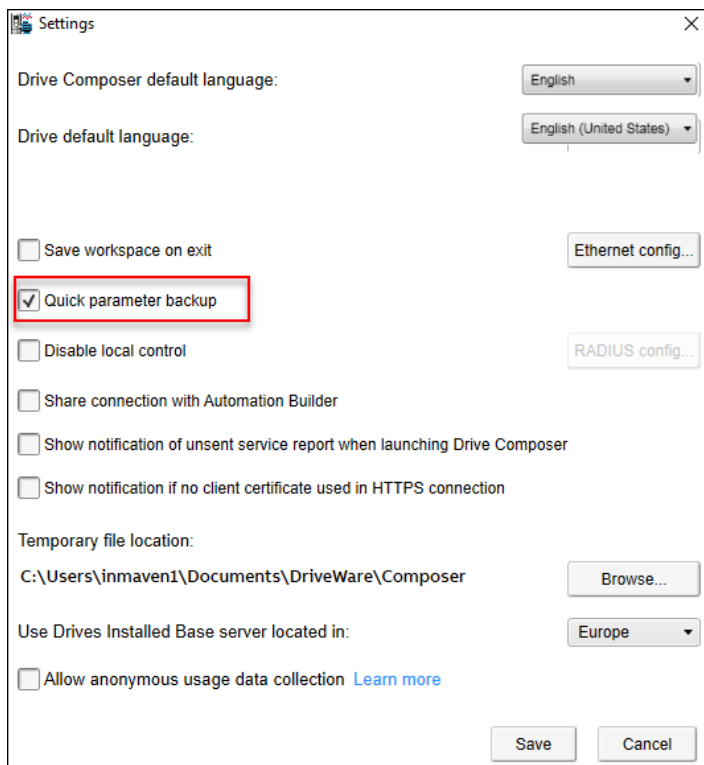 Settings
Drive Composer default language:
English
Drive default language:
English (United States)
Save workspace on exit
Ethernet config...
Quick parameter backup
Disable local control
RADIUS config...
Share connection with Automation Builder
Show notification of unsent service report when launching Drive Composer
Show notification if no client certificate used in HTTPS connection
Temporary file location:
C:\Users\inmaven1\Documents\DriveWare\Composer
Browse...
Use Drives Installed Base server located in:
Europe
Allow anonymous usage data collection Learn more
Save
Cancel